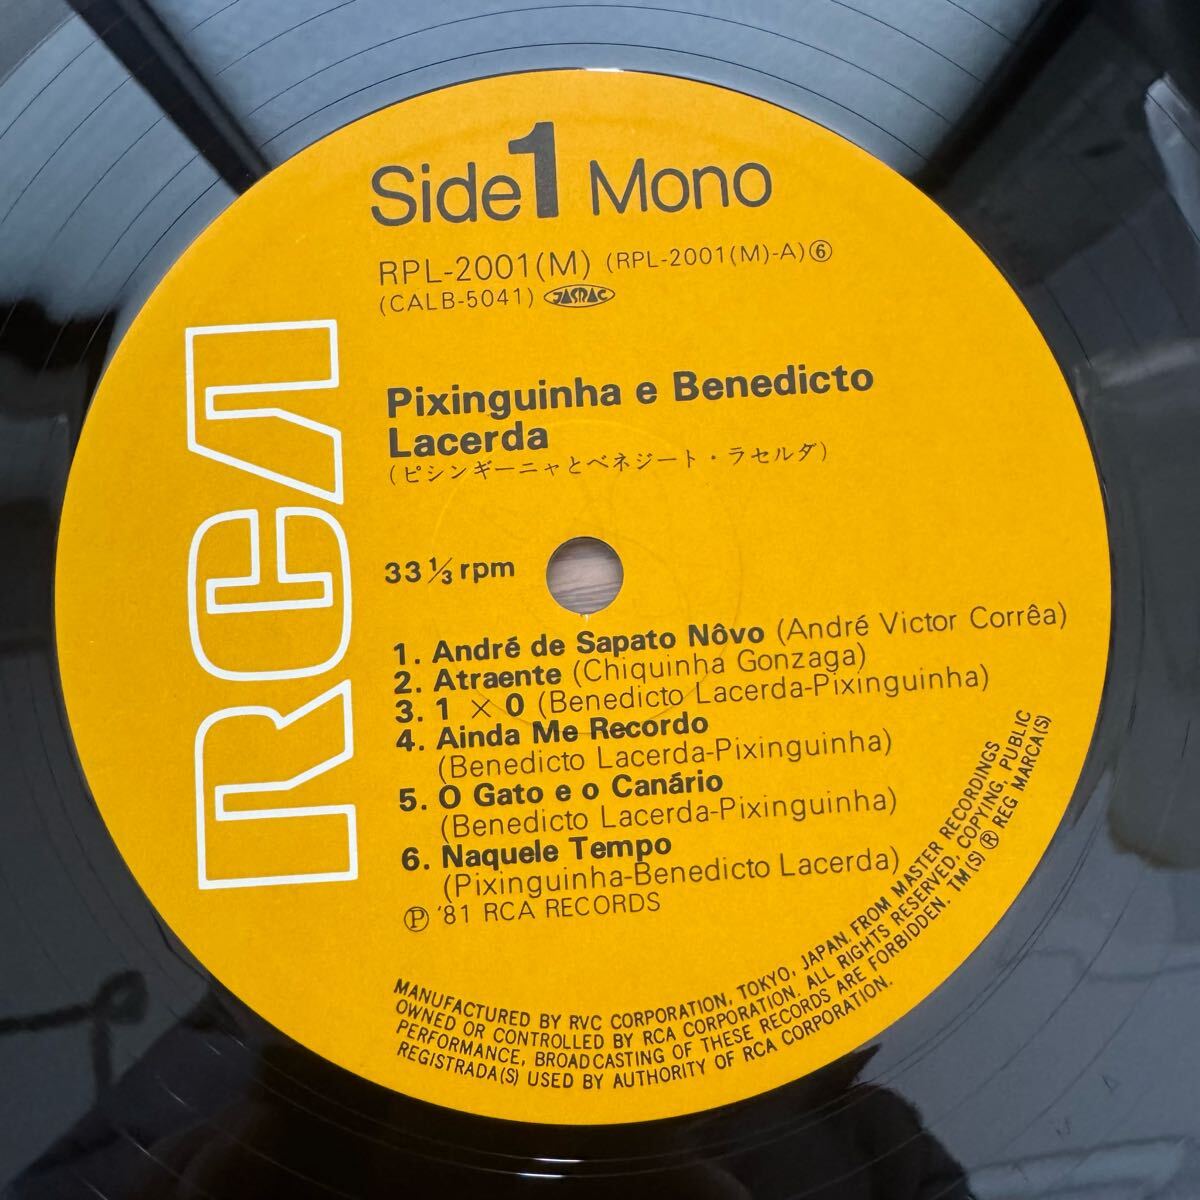 Side 1 Mono
RPL-2001(M) (RPL-2001(M)-A)⑥
(CALB-5041) JASRAC
RCA
Pixinguinha e Benedicto
Lacerda
(ピシンギーニャとベネジート・ラセルダ)
33 1/3 rpm
1. André de Sapato Nôvo (André Victor Corrêa)
2. Atraente (Chiquinha Gonzaga)
3. 1 × 0 (Benedicto Lacerda-Pixinguinha)
4. Ainda Me Recordo
(Benedicto Lacerda-Pixinguinha)
5. O Gato e o Canário
(Benedicto Lacerda-Pixinguinha)
6. Naquele Tempo
(Pixinguinha-Benedicto Lacerda)
Ⓟ '81 RCA RECORDS
MANUFACTURED BY RVC CORPORATION, TOKYO, JAPAN. FROM MASTER RECORDINGS
OWNED OR CONTROLLED BY RCA CORPORATION. ALL RIGHTS RESERVED, COPYING, PUBLIC
PERFORMANCE, BROADCASTING OF THESE RECORDS ARE FORBIDDEN. TM(S) ® REG MARCA(S)
REGISTRADA(S) USED BY AUTHORITY OF RCA CORPORATION.